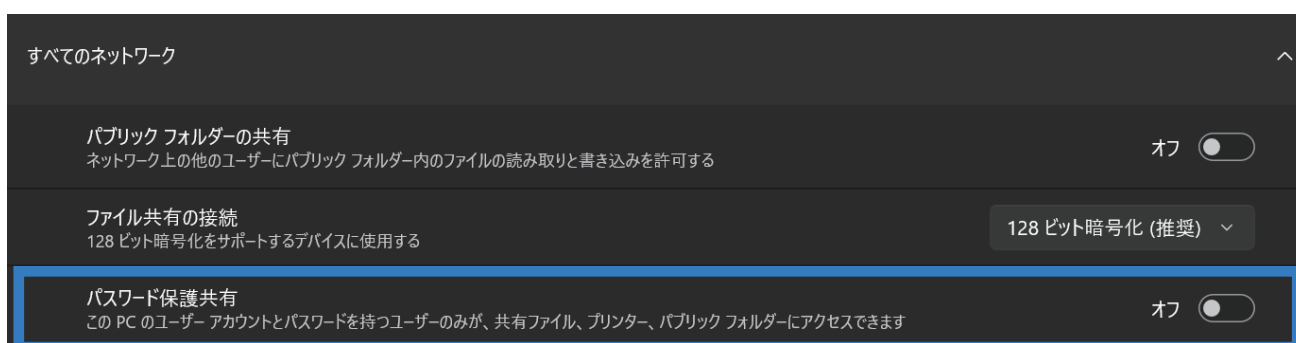 すべてのネットワーク
パブリック フォルダーの共有
ネットワーク上の他のユーザーにパブリック フォルダー内のファイルの読み取りと書き込みを許可する
オフ
ファイル共有の接続
128 ビット暗号化をサポートするデバイスに使用する
128 ビット暗号化 (推奨)
パスワード保護共有
この PC のユーザー アカウントとパスワードを持つユーザーのみが、共有ファイル、プリンター、パブリック フォルダーにアクセスできます
オフ